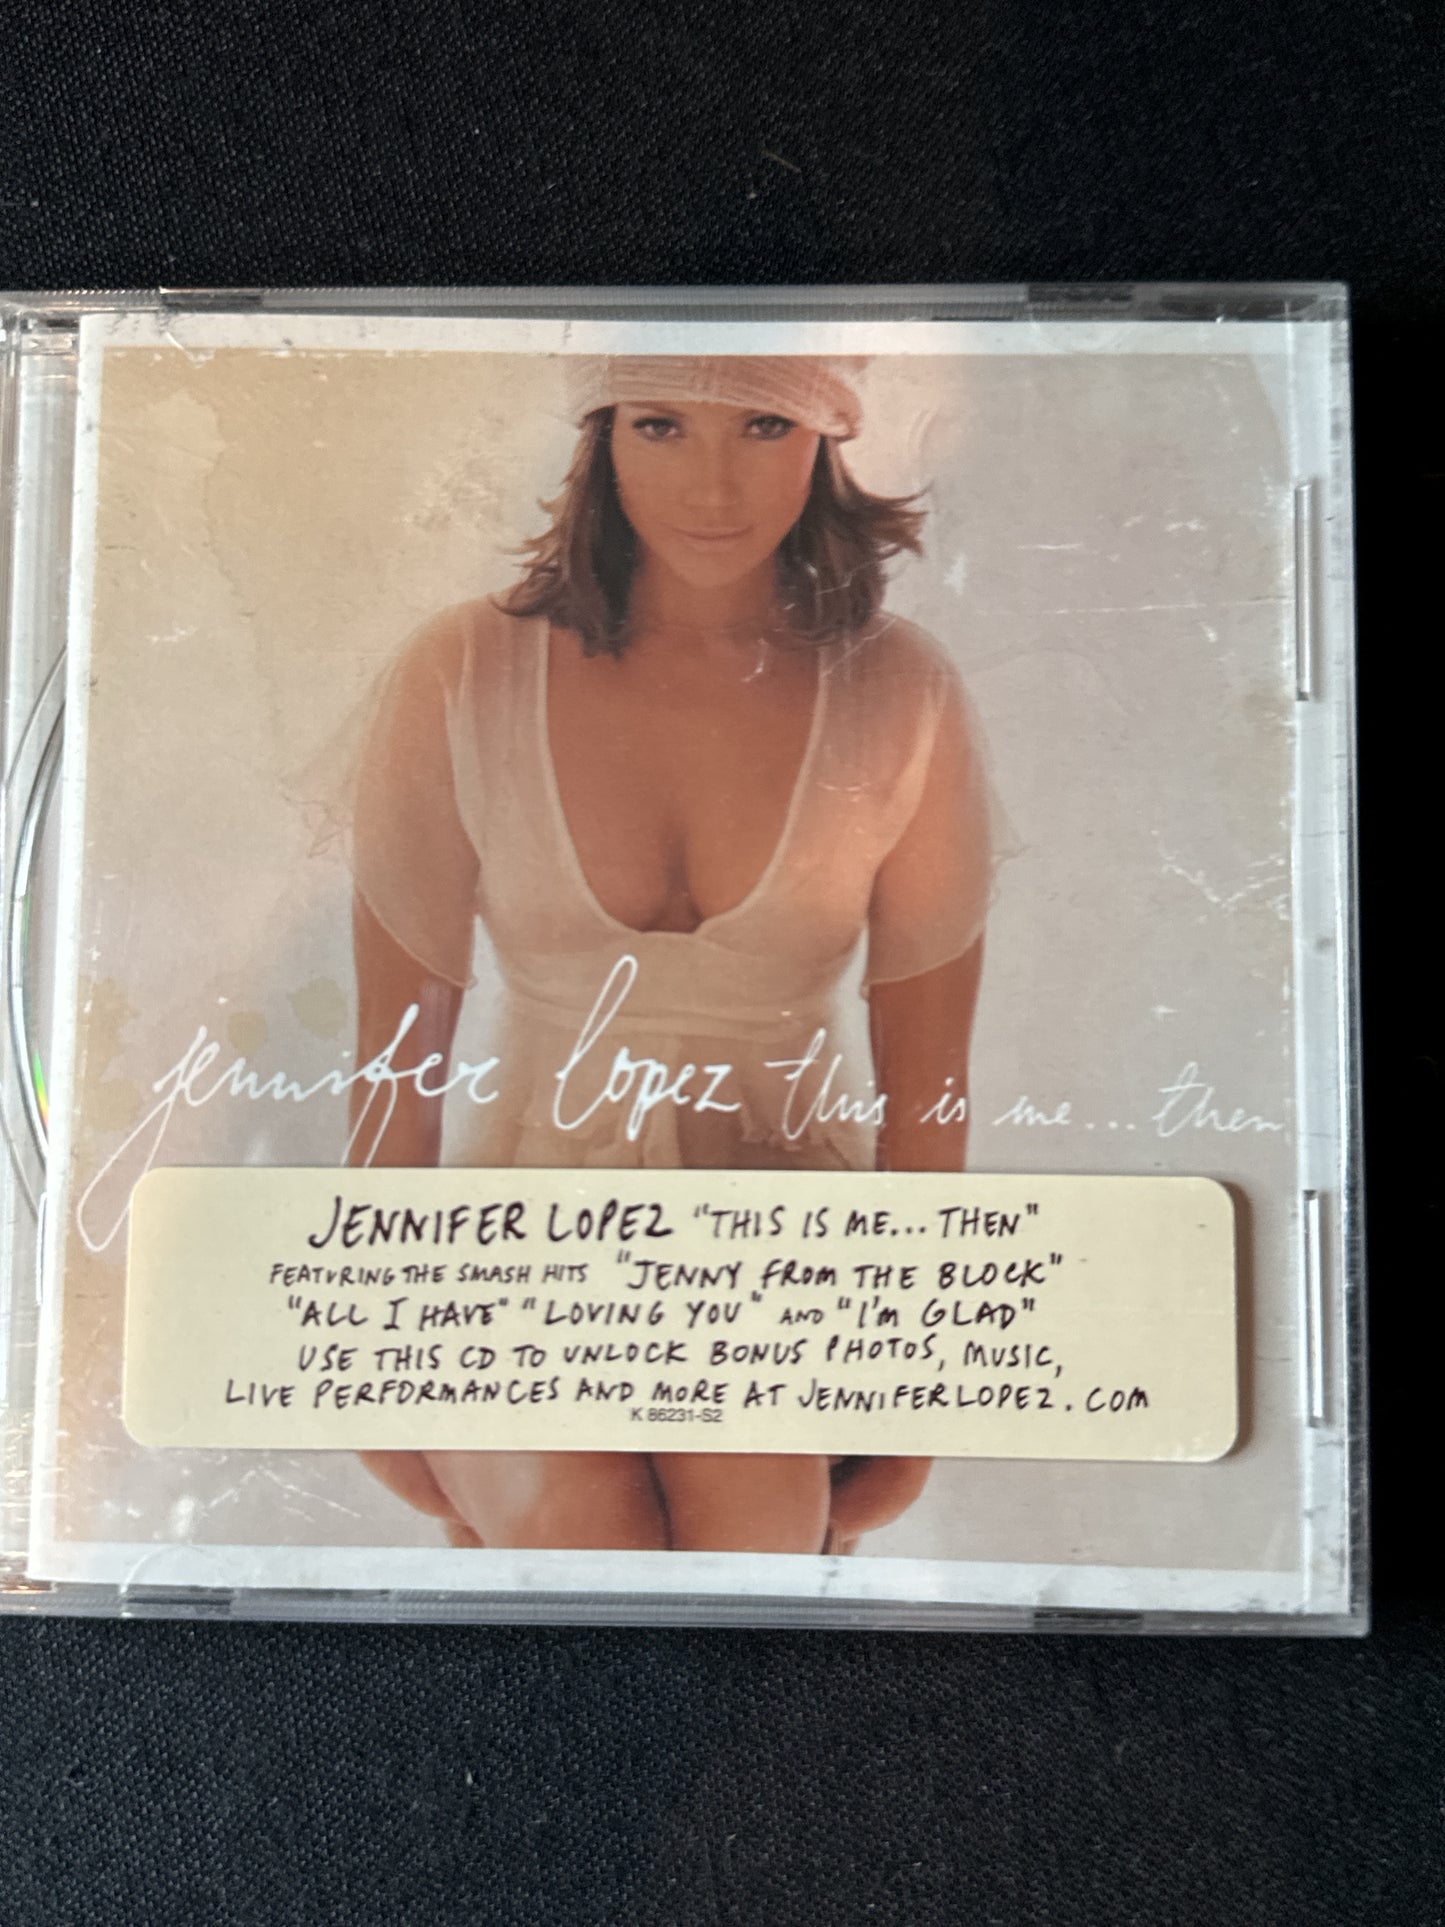 jennifer lopez this is me... then
JENNIFER LOPEZ "THIS IS ME... THEN"
FEATURING THE SMASH HITS "JENNY FROM THE BLOCK"
"ALL I HAVE" "LOVING YOU" AND "I'M GLAD"
USE THIS CD TO UNLOCK BONUS PHOTOS, MUSIC,
LIVE PERFORMANCES AND MORE AT JENNIFERLOPEZ.COM
K 86231-S2